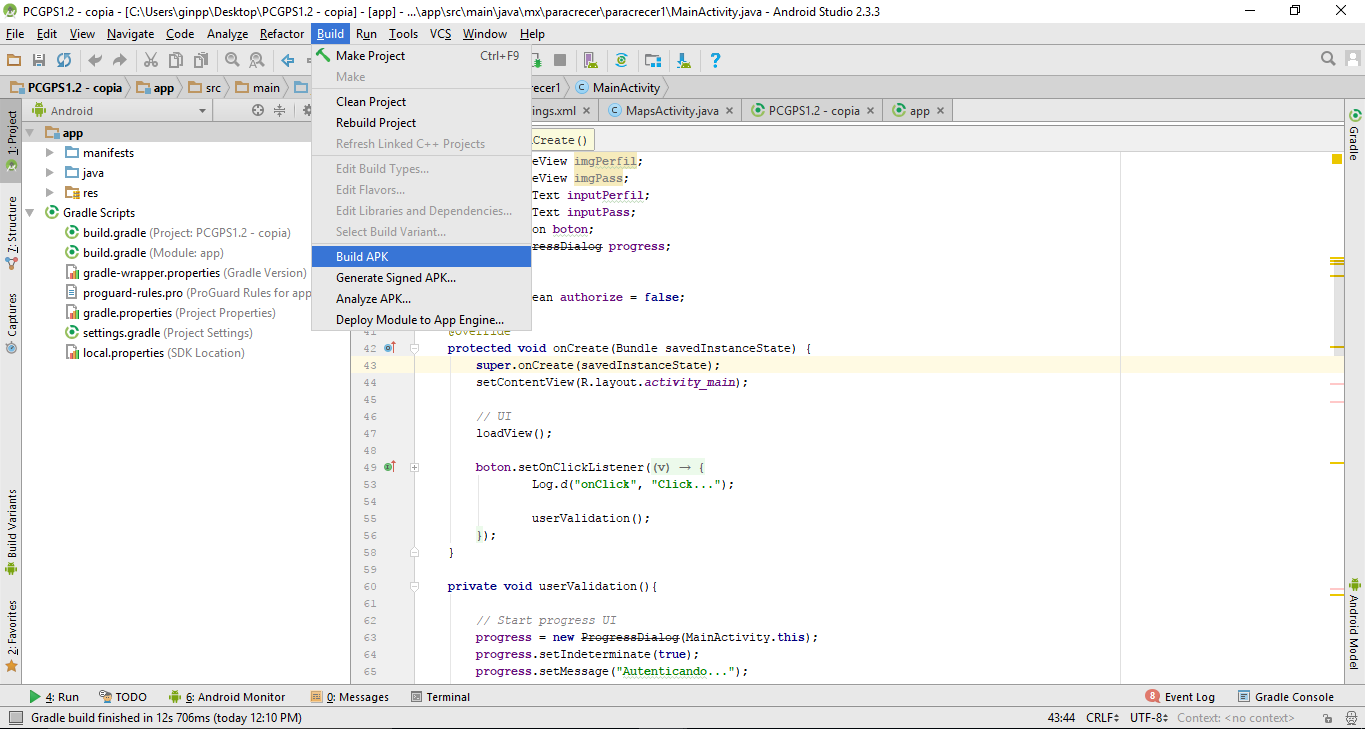 PCGPS1.2 - copia - [C:\Users\ginpp\Desktop\PCGPS1.2 - copia] - [app] - ...\app\src\main\java\mx\paracrecer\paracrecer1\MainActivity.java - Android Studio 2.3.3
File Edit View Navigate Code Analyze Refactor Build Run Tools VCS Window Help
Make Project Ctrl+F9
Make
Clean Project
Rebuild Project
Refresh Linked C++ Projects
Edit Build Types...
Edit Flavors...
Edit Libraries and Dependencies...
Select Build Variant...
Build APK
Generate Signed APK...
Analyze APK...
Deploy Module to App Engine...
PCGPS1.2 - copia app src main recer1 MainActivity
Android
ngs.xml MapsActivity.java PCGPS1.2 - copia app
1: Project
7: Structure
Captures
Build Variants
2: Favorites
app
manifests
java
res
Gradle Scripts
build.gradle (Project: PCGPS1.2 - copia)
build.gradle (Module: app)
gradle-wrapper.properties (Gradle Version)
proguard-rules.pro (ProGuard Rules for app
gradle.properties (Project Properties)
settings.gradle (Project Settings)
local.properties (SDK Location)
Create()
eView imgPerfil;
eView imgPass;
Text inputPerfil;
Text inputPass;
on boton;
ressDialog progress;
ean authorize = false;
41 @Override
42 protected void onCreate(Bundle savedInstanceState) {
43 super.onCreate(savedInstanceState);
44 setContentView(R.layout.activity_main);
45
46 // UI
47 loadView();
48
49 boton.setOnClickListener((v) → {
53 Log.d("onClick", "Click...");
54
55 userValidation();
56 });
58 }
59
60 private void userValidation(){
61
62 // Start progress UI
63 progress = new ProgressDialog(MainActivity.this);
64 progress.setIndeterminate(true);
65 progress.setMessage("Autenticando...");
Gradle
Android Model
4: Run TODO 6: Android Monitor 0: Messages Terminal 8 Event Log Gradle Console
Gradle build finished in 12s 706ms (today 12:10 PM) 43:44 CRLF UTF-8 Context: <no context>